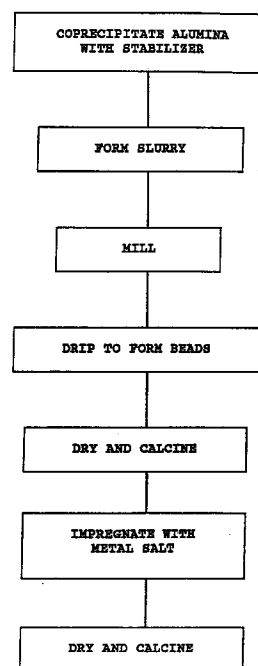 COPRECIPITATE ALUMINA
WITH STABILIZER
FORM SLURRY
MILL
DRIP TO FORM BEADS
DRY AND CALCINE
IMPREGNATE WITH
METAL SALT
DRY AND CALCINE